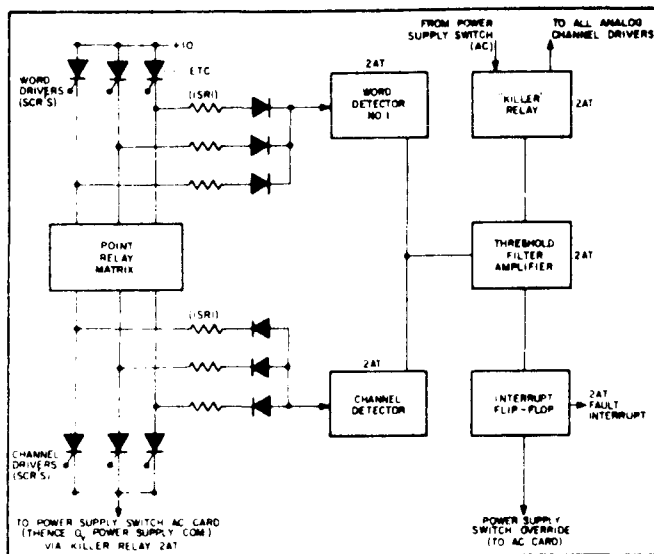 +10
ETC
WORD
DRIVERS
(SCR'S)
(ISRI)
2AT
WORD
DETECTOR
NO. 1
FROM POWER
SUPPLY SWITCH
(AC)
TO ALL ANALOG
CHANNEL DRIVERS
"KILLER"
RELAY
2AT
POINT
RELAY
MATRIX
THRESHOLD
FILTER
AMPLIFIER
2AT
(ISRI)
2AT
CHANNEL
DETECTOR
INTERRUPT
FLIP-FLOP
2AT
FAULT
INTERRUPT
CHANNEL
DRIVERS
(SCR'S)
TO POWER SUPPLY SWITCH AC CARD
(THENCE Q, POWER SUPPLY COM)
VIA KILLER RELAY 2AT
POWER SUPPLY
SWITCH OVERRIDE
(TO AC CARD)